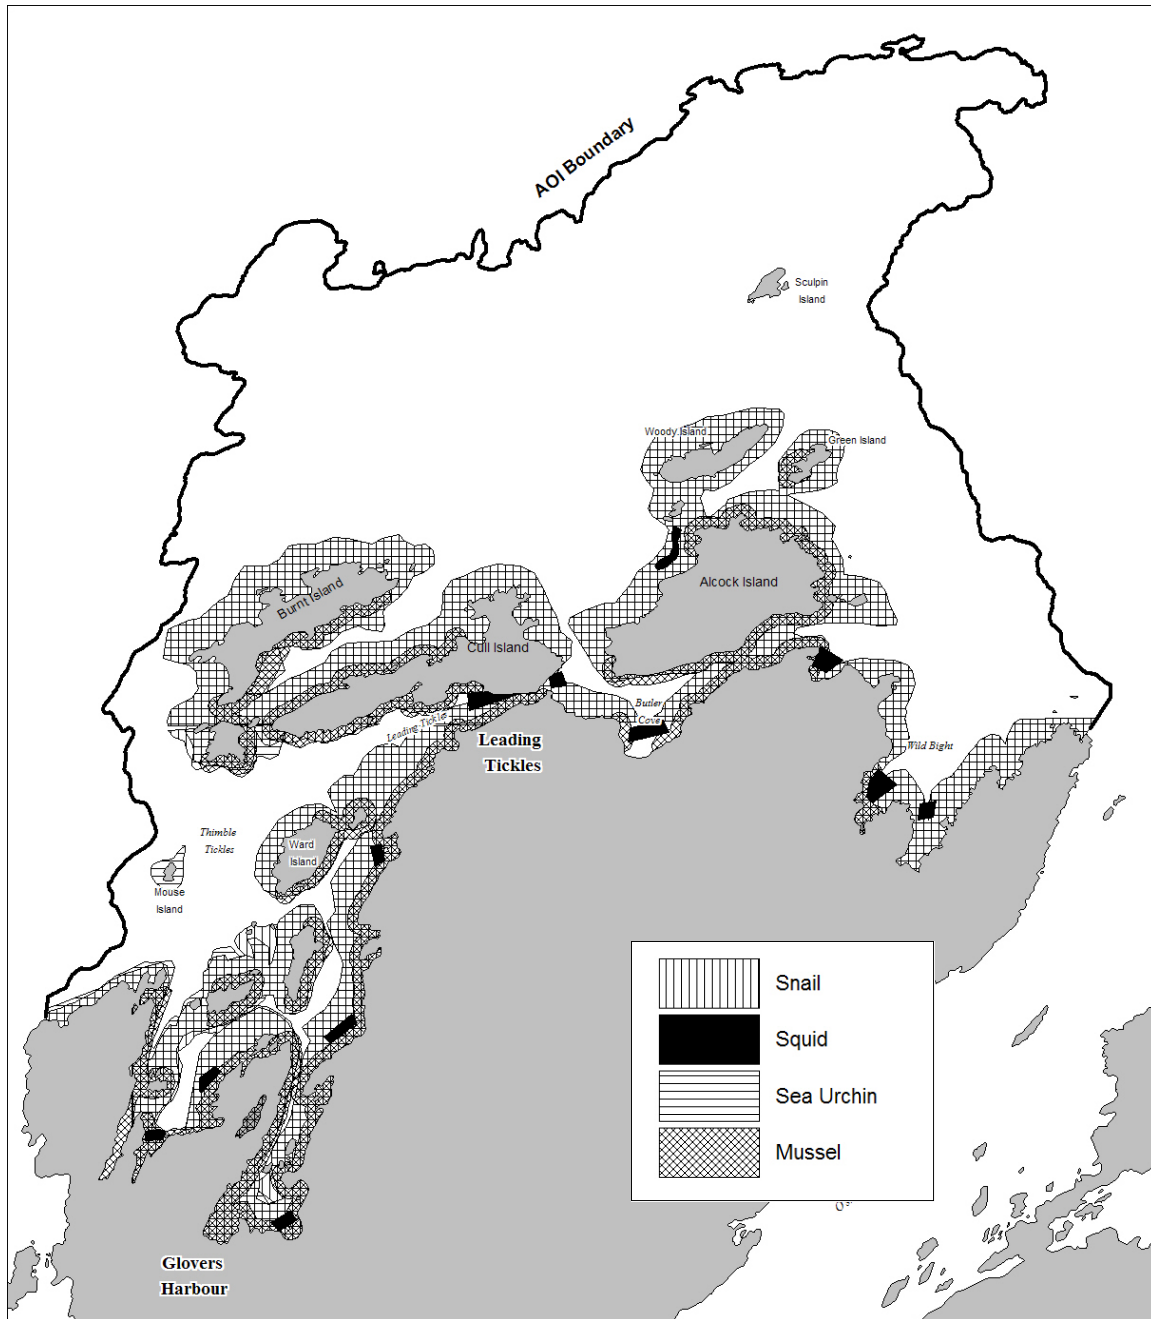 AOI Boundary
Sculpin
Island
Woody Island
Green Island
Alcock Island
Burnt Island
Cull Island
Butler
Cove
Leading Tickles
Leading
Tickles
Wild Bight
Thimble
Tickles
Ward
Island
Mouse
Island
Snail
Squid
Sea Urchin
Mussel
Glovers
Harbour